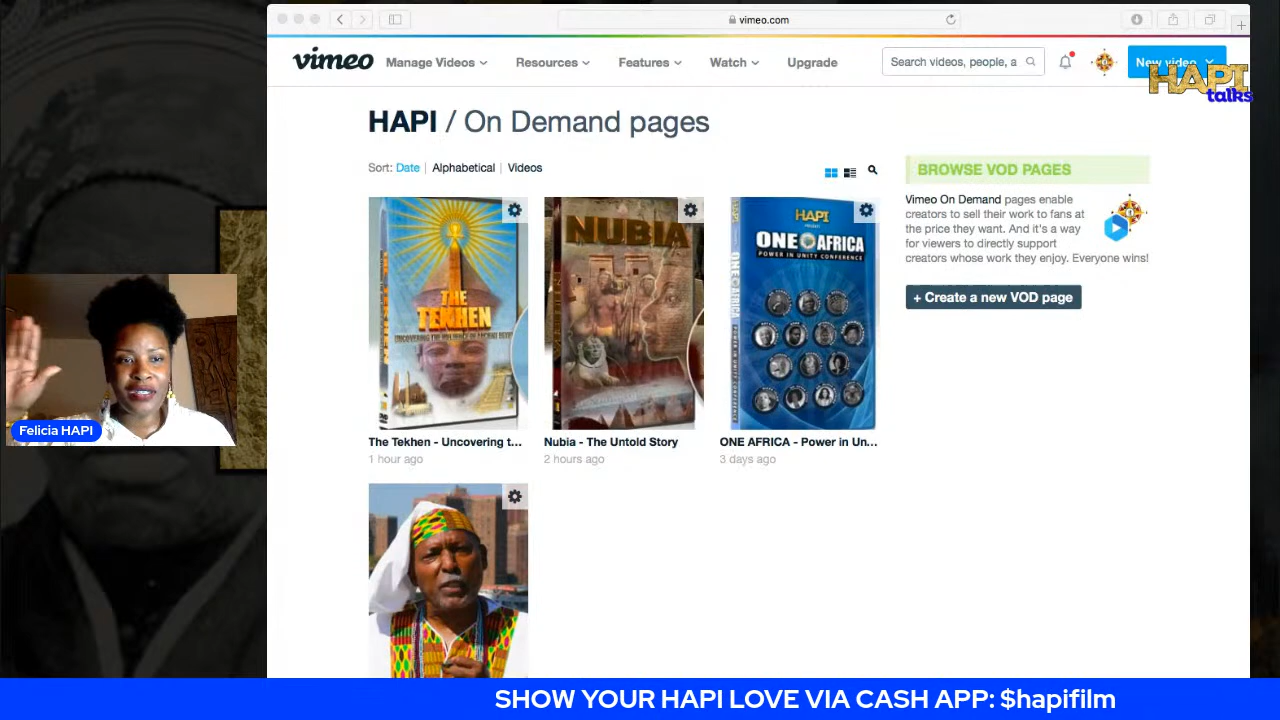 vimeo.com
vimeo
Manage Videos
Resources
Features
Watch
Upgrade
Search videos, people, a
New video
HAPI
talks
HAPI / On Demand pages
Sort: Date | Alphabetical | Videos
BROWSE VOD PAGES
Vimeo On Demand pages enable
creators to sell their work to fans at
the price they want. And it's a way
for viewers to directly support
creators whose work they enjoy. Everyone wins!
+ Create a new VOD page
THE
TEKHEN
NUBIA
HAPI
ONE AFRICA
POWER IN UNITY CONFERENCE
The Tekhen - Uncovering t...
1 hour ago
Nubia - The Untold Story
2 hours ago
ONE AFRICA - Power in Un...
3 days ago
Felicia HAPI
SHOW YOUR HAPI LOVE VIA CASH APP: $hapifilm